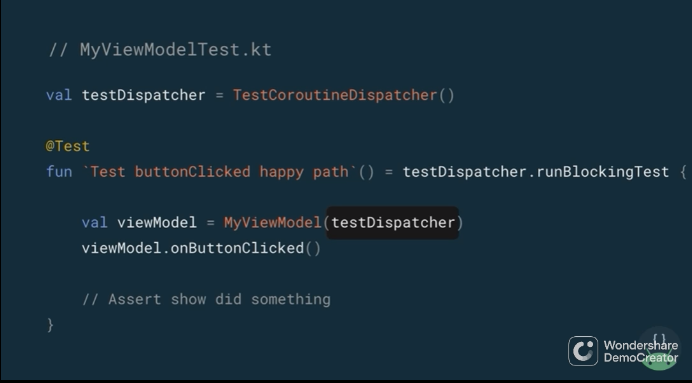 // MyViewModelTest.kt
val testDispatcher = TestCoroutineDispatcher()
@Test
fun `Test buttonClicked happy path`() = testDispatcher.runBlockingTest {
val viewModel = MyViewModel(testDispatcher)
viewModel.onButtonClicked()
// Assert show did something
}
{ }
Wondershare
DemoCreator